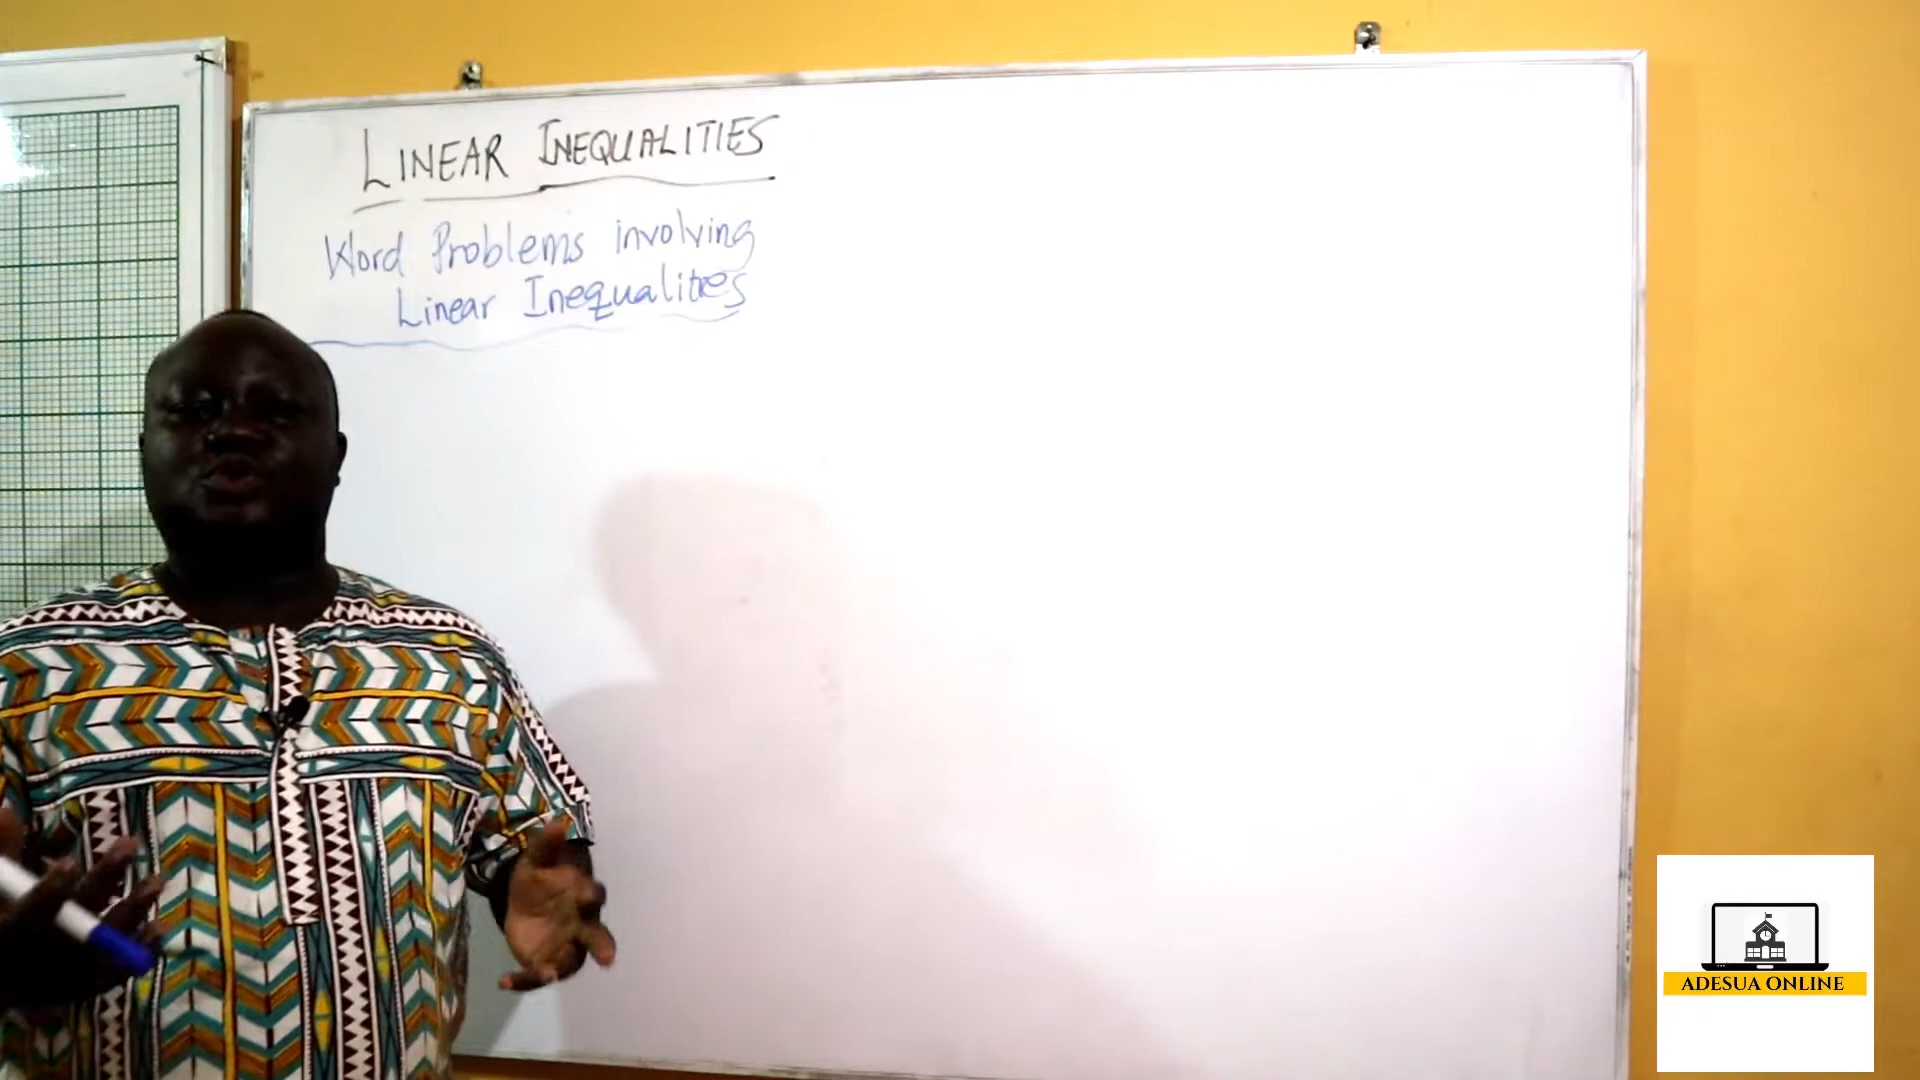 LINEAR INEQUALITIES
Word Problems involving
Linear Inequalities
ADESUA ONLINE